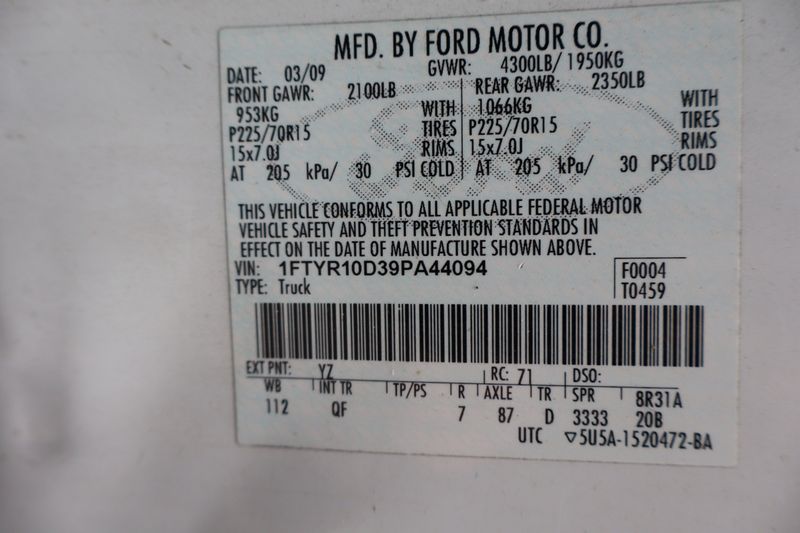 MFD. BY FORD MOTOR CO.
DATE: 03/09 GVWR: 4300LB/ 1950KG
FRONT GAWR: 2100LB REAR GAWR: 2350LB
953KG WITH 1066KG WITH
P225/70R15 TIRES P225/70R15 TIRES
15x7.0J RIMS 15x7.0J RIMS
AT 205 kPa/ 30 PSI COLD AT 205 kPa/ 30 PSI COLD
Ford
THIS VEHICLE CONFORMS TO ALL APPLICABLE FEDERAL MOTOR
VEHICLE SAFETY AND THEFT PREVENTION STANDARDS IN
EFFECT ON THE DATE OF MANUFACTURE SHOWN ABOVE.
VIN: 1FTYR10D39PA44094 F0004
TYPE: Truck T0459
EXT PNT: YZ RC: 71 DSO:
WB INT TR TP/PS R AXLE TR SPR 8R31A
112 QF 7 87 D 3333 20B
UTC ▽5U5A-1520472-BA